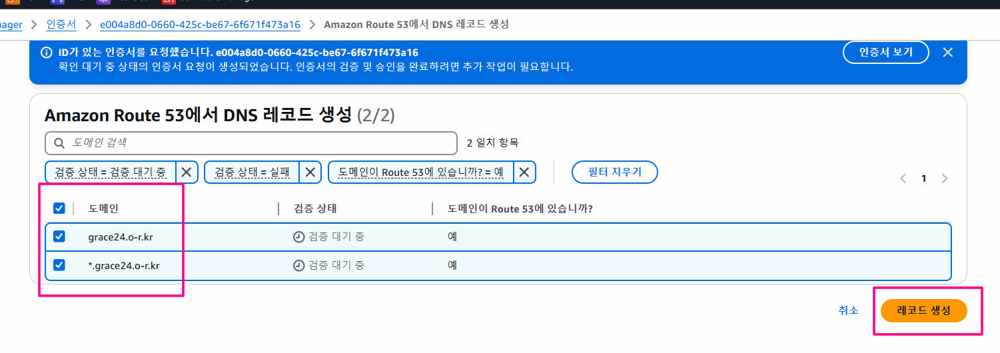 인증서 e004a8d0-0660-425c-be67-6f671f473a16 Amazon Route 53에서 DNS 레코드 생성
ID가 있는 인증서를 요청했습니다. e004a8d0-0660-425c-be67-6f671f473a16
인증서 보기
확인 대기 중 상태의 인증서 요청이 생성되었습니다. 인증서의 검증 및 승인을 완료하려면 추가 작업이 필요합니다.
Amazon Route 53에서 DNS 레코드 생성 (2/2)
도메인 검색
2 일치 항목
검증 상태 = 검증 대기 중 검증 상태 = 실패 도메인이 Route 53에 있습니까? = 예 필터 지우기
1
도메인 검증 상태 도메인이 Route 53에 있습니까?
grace24.o-r.kr 검증 대기 중 예
*.grace24.o-r.kr 검증 대기 중 예
취소 레코드 생성